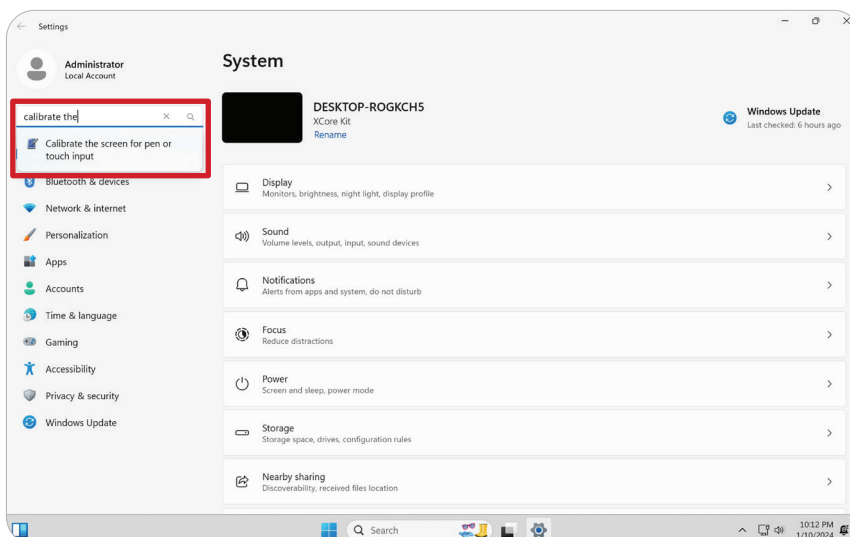 Settings
Administrator
Local Account
calibrate the
Calibrate the screen for pen or
touch input
Bluetooth & devices
Network & internet
Personalization
Apps
Accounts
Time & language
Gaming
Accessibility
Privacy & security
Windows Update
System
DESKTOP-ROGKCH5
XCore Kit
Rename
Windows Update
Last checked: 6 hours ago
Display
Monitors, brightness, night light, display profile
Sound
Volume levels, output, input, sound devices
Notifications
Alerts from apps and system, do not disturb
Focus
Reduce distractions
Power
Screen and sleep, power mode
Storage
Storage space, drives, configuration rules
Nearby sharing
Discoverability, received files location
Search
10:12 PM
1/10/2024